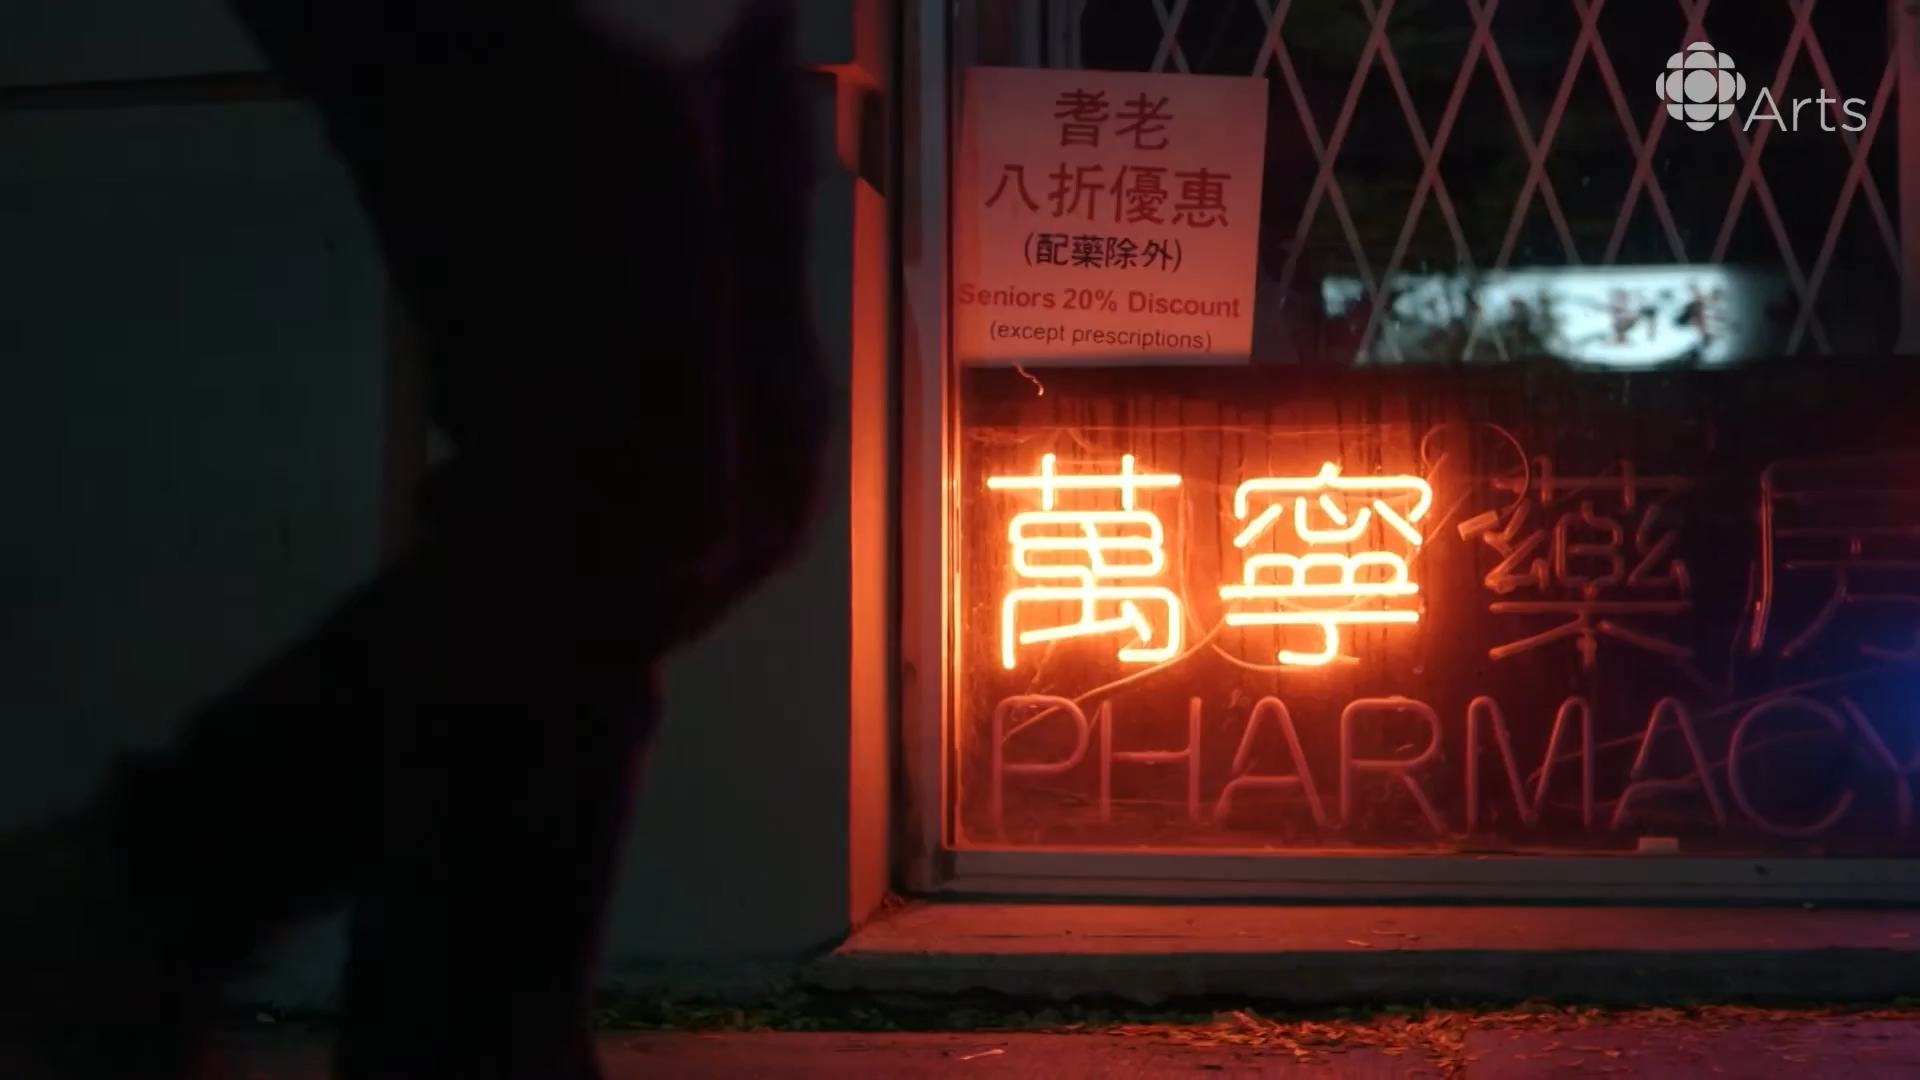 Arts
耆老
八折優惠
(配藥除外)
Seniors 20% Discount
(except prescriptions)
萬寧藥房
PHARMACY